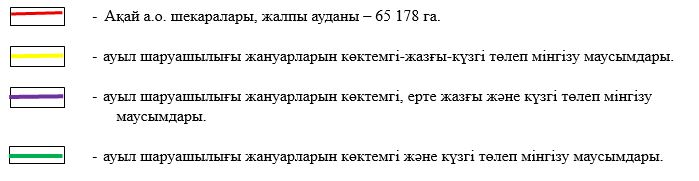 - Ақай а.о. шекаралары, жалпы ауданы – 65 178 га.
- ауыл шаруашылығы жануарларын көктемгі-жазғы-күзгі төлеп мінгізу маусымдары.
- ауыл шаруашылығы жануарларын көктемгі, ерте жазғы және күзгі төлеп мінгізу
маусымдары.
- ауыл шаруашылығы жануарларын көктемгі және күзгі төлеп мінгізу маусымдары.